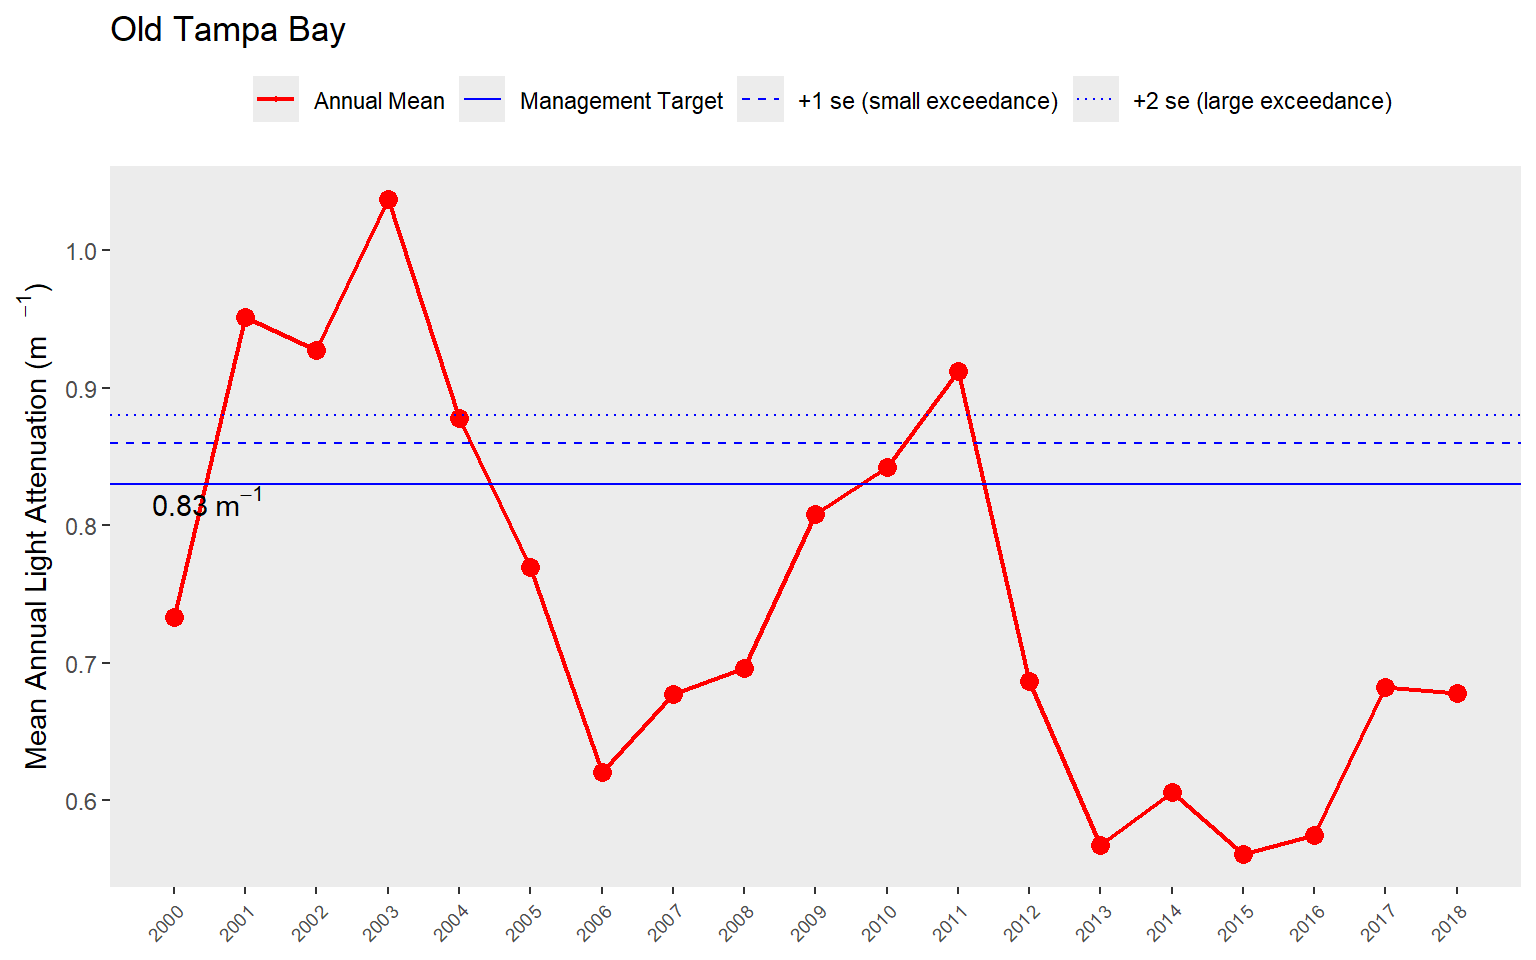 Old Tampa Bay
Annual Mean Management Target +1 se (small exceedance) +2 se (large exceedance)
Mean Annual Light Attenuation (m⁻¹)
1.0
0.9
0.8
0.7
0.6
0.83 m⁻¹
2000 2001 2002 2003 2004 2005 2006 2007 2008 2009 2010 2011 2012 2013 2014 2015 2016 2017 2018